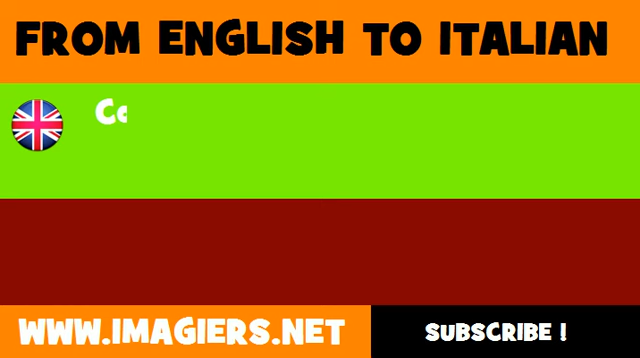 FROM ENGLISH TO ITALIAN
WWW.IMAGIERS.NET
SUBSCRIBE !